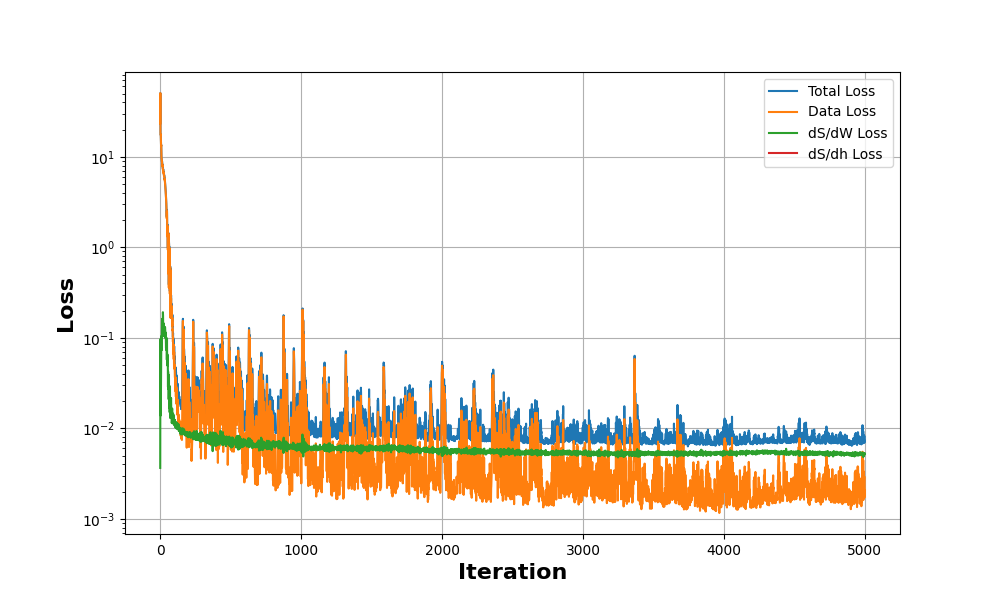 Total Loss
Data Loss
dS/dW Loss
dS/dh Loss
10¹
10⁰
10⁻¹
10⁻²
10⁻³
Loss
0 1000 2000 3000 4000 5000
Iteration